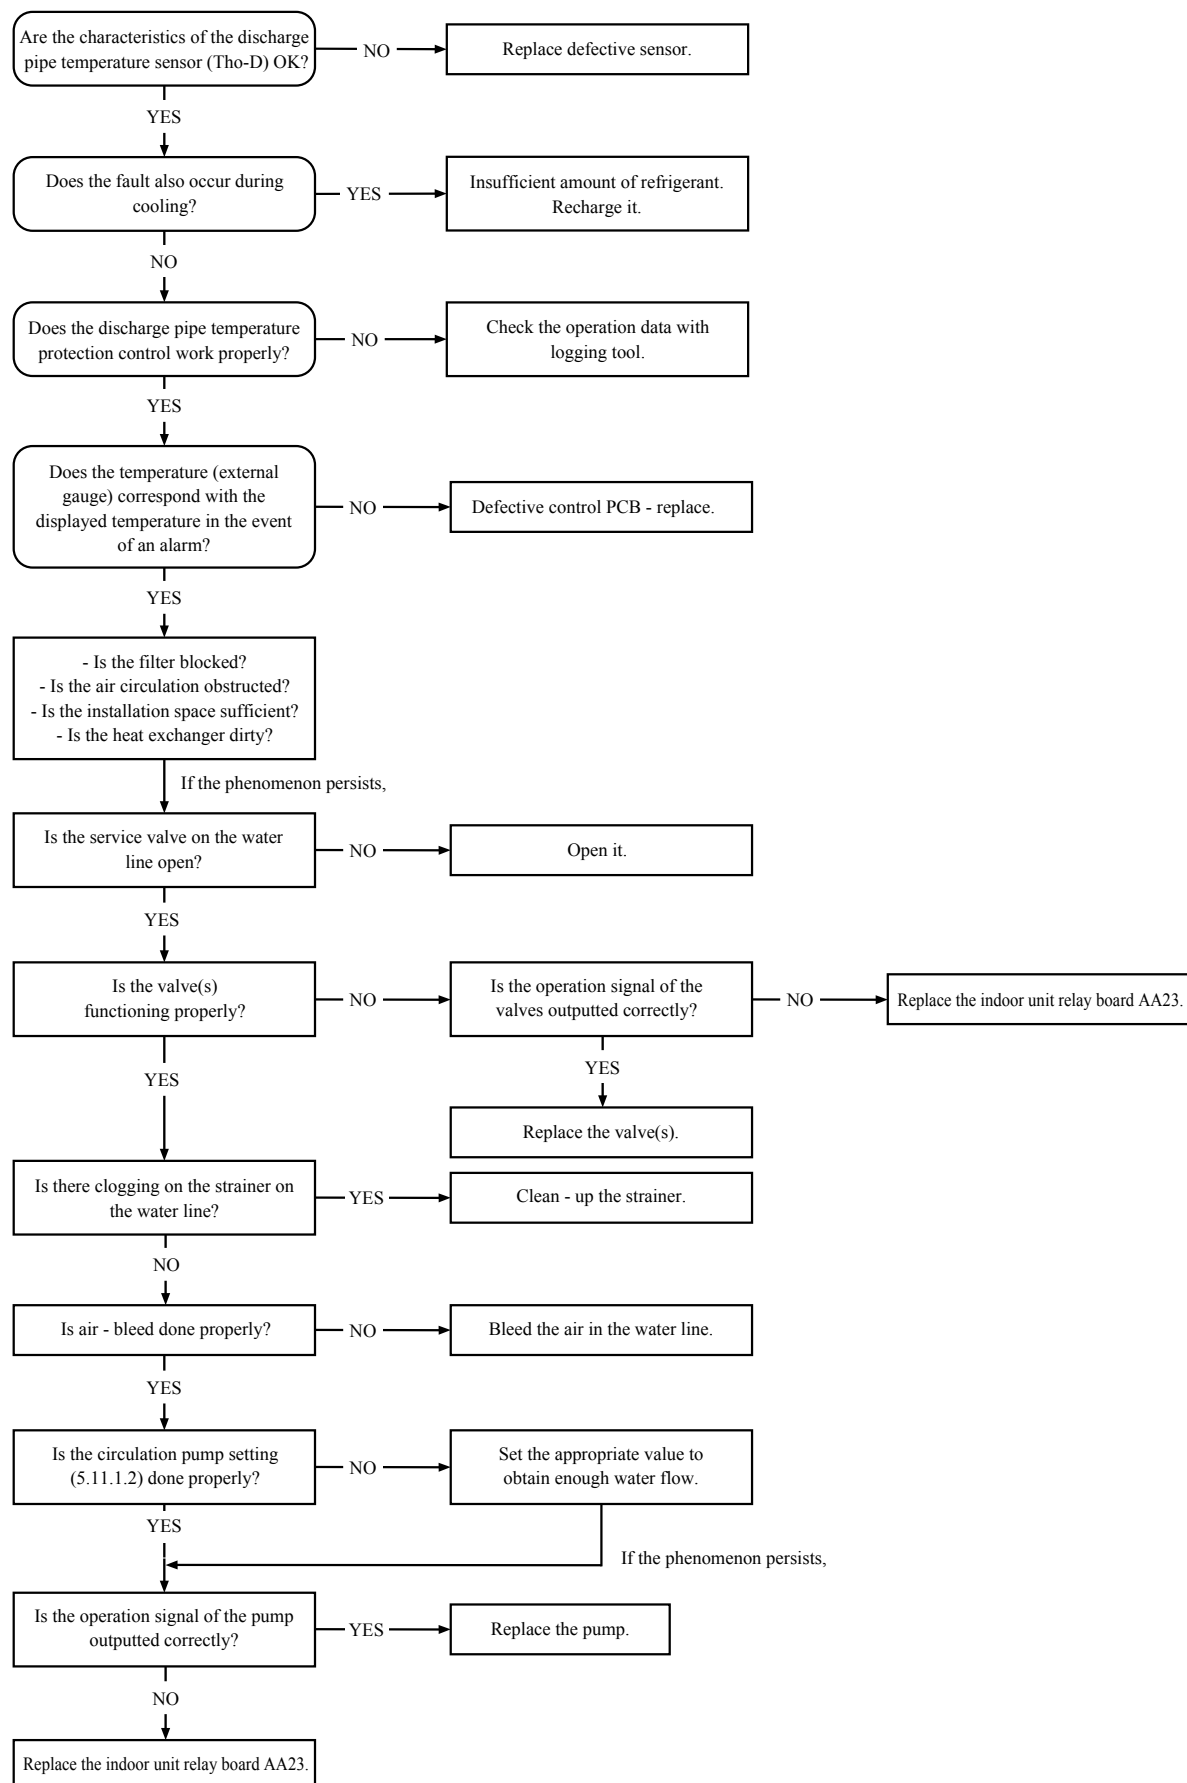 Are the characteristics of the discharge
pipe temperature sensor (Tho-D) OK?
NO
Replace defective sensor.
YES
Does the fault also occur during
cooling?
YES
Insufficient amount of refrigerant.
Recharge it.
NO
Does the discharge pipe temperature
protection control work properly?
NO
Check the operation data with
logging tool.
YES
Does the temperature (external
gauge) correspond with the
displayed temperature in the event
of an alarm?
NO
Defective control PCB - replace.
YES
- Is the filter blocked?
- Is the air circulation obstructed?
- Is the installation space sufficient?
- Is the heat exchanger dirty?
If the phenomenon persists,
Is the service valve on the water
line open?
NO
Open it.
YES
Is the valve(s)
functioning properly?
NO
Is the operation signal of the
valves outputted correctly?
NO
Replace the indoor unit relay board AA23.
YES
YES
Replace the valve(s).
Is there clogging on the strainer on
the water line?
YES
Clean - up the strainer.
NO
Is air - bleed done properly?
NO
Bleed the air in the water line.
YES
Is the circulation pump setting
(5.11.1.2) done properly?
NO
Set the appropriate value to
obtain enough water flow.
YES
If the phenomenon persists,
Is the operation signal of the pump
outputted correctly?
YES
Replace the pump.
NO
Replace the indoor unit relay board AA23.